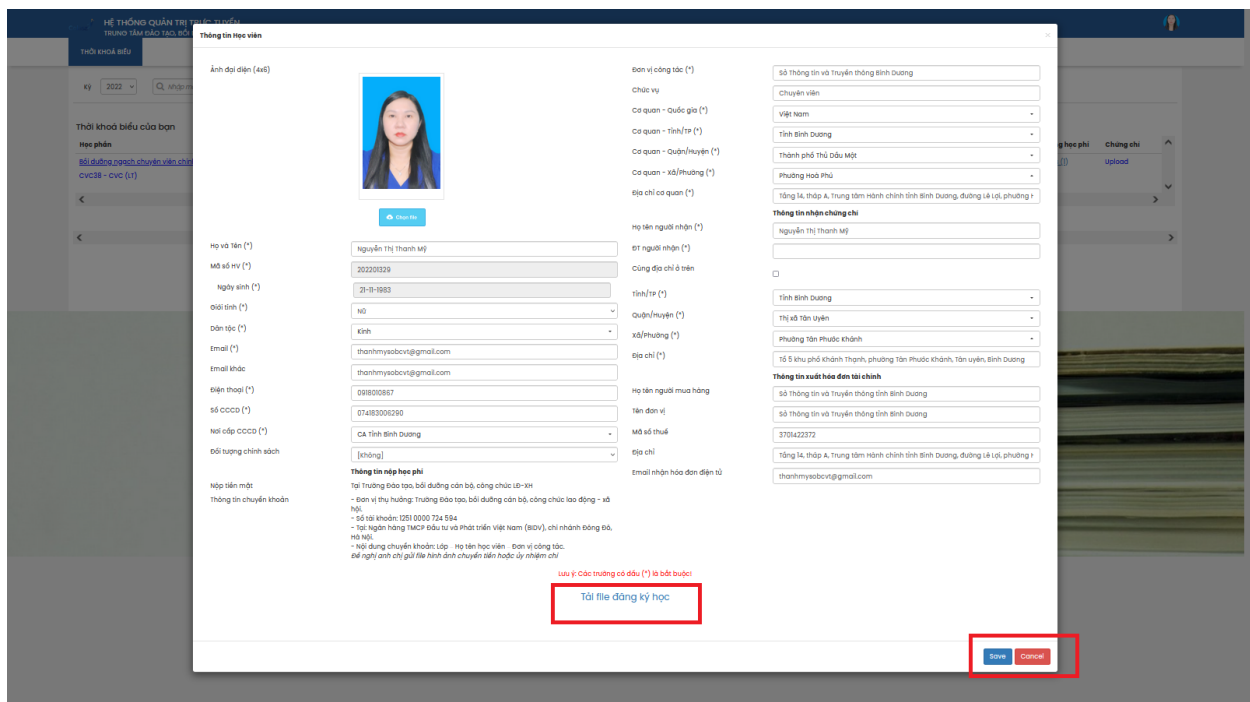 HỆ THỐNG QUẢN TRỊ TRỰC TUYẾN
TRUNG TÂM ĐÀO TẠO, BỒI
THỜI KHOÁ BIỂU
Kỳ 2022
Thời khoá biểu của bạn
Học phần
g học phí Chứng chỉ
Bồi dưỡng ngạch chuyên viên chín
Upload
CVC38 - CVC (LT)
Thông tin Học viên
Ảnh đại diện (4x6)
Chọn file
Họ và Tên (*) Nguyễn Thị Thanh Mỹ
Mã số HV (*) 202201329
Ngày sinh (*) 21-11-1983
Giới tính (*) Nữ
Dân tộc (*) Kinh
Email (*) thanhmysobcvt@gmail.com
Email khác thanhmysobcvt@gmail.com
Điện thoại (*) 0918010867
Số CCCD (*) 074183006290
Nơi cấp CCCD (*) CA Tỉnh Bình Dương
Đối tượng chính sách [Không]
Thông tin nộp học phí
Nộp tiền mặt Tại Trường Đào tạo, bồi dưỡng cán bộ, công chức LĐ-XH
Thông tin chuyển khoản - Đơn vị thụ hưởng: Trường Đào tạo, bồi dưỡng cán bộ, công chức lao động - xã
hội.
- Số tài khoản: 1251 0000 724 594
- Tại: Ngân hàng TMCP Đầu tư và Phát triển Việt Nam (BIDV), chi nhánh Đông Đô,
Hà Nội.
- Nội dung chuyển khoản: Lớp Họ tên học viên Đơn vị công tác.
Đề nghị anh chị gửi file hình ảnh chuyển tiền hoặc ủy nhiệm chi
Đơn vị công tác (*) Sở Thông tin và Truyền thông Bình Dương
Chức vụ Chuyên viên
Cơ quan - Quốc gia (*) Việt Nam
Cơ quan - Tỉnh/TP (*) Tỉnh Bình Dương
Cơ quan - Quận/Huyện (*) Thành phố Thủ Dầu Một
Cơ quan - Xã/Phường (*) Phường Hoà Phú
Địa chỉ cơ quan (*) Tầng 14, tháp A, Trung tâm Hành chính tỉnh Bình Dương, đường Lê Lợi, phường H
Thông tin nhận chứng chỉ
Họ tên người nhận (*) Nguyễn Thị Thanh Mỹ
ĐT người nhận (*)
Cùng địa chỉ ở trên
Tỉnh/TP (*) Tỉnh Bình Dương
Quận/Huyện (*) Thị xã Tân Uyên
Xã/Phường (*) Phường Tân Phước Khánh
Địa chỉ (*) Tổ 5 khu phố Khánh Thạnh, phường Tân Phước Khánh, Tân uyên, Bình Dương
Thông tin xuất hóa đơn tài chính
Họ tên người mua hàng Sở Thông tin và Truyền thông tỉnh Bình Dương
Tên đơn vị Sở Thông tin và Truyền thông tỉnh Bình Dương
Mã số thuế 3701422372
Địa chỉ Tầng 14, tháp A, Trung tâm Hành chính tỉnh Bình Dương, đường Lê Lợi, phường H
Email nhận hóa đơn điện tử thanhmysobcvt@gmail.com
Lưu ý: Các trường có dấu (*) là bắt buộc!
Tải file đăng ký học
Save Cancel